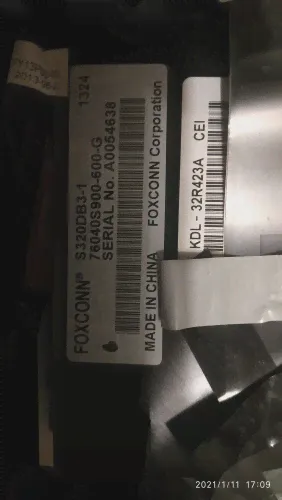 FOXCONN®
S320DB3-1 1324
76040S900-600-G
SERIAL No. A0054638
MADE IN CHINA FOXCONN Corporation
KDL-32R423A CEI
2021/1/11 17:09